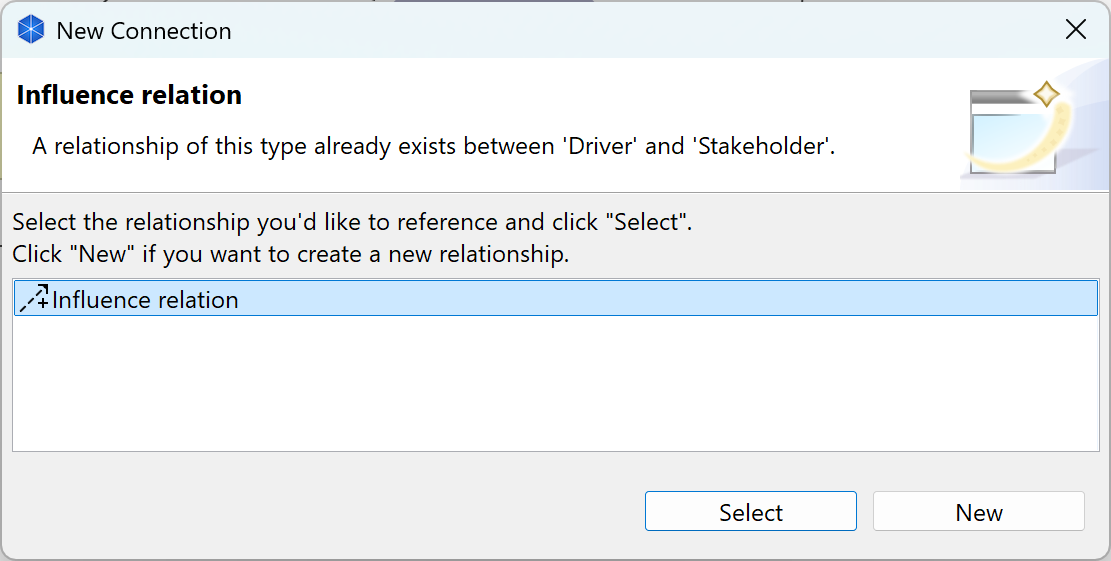 New Connection
Influence relation
A relationship of this type already exists between 'Driver' and 'Stakeholder'.
Select the relationship you'd like to reference and click "Select".
Click "New" if you want to create a new relationship.
Influence relation
Select
New